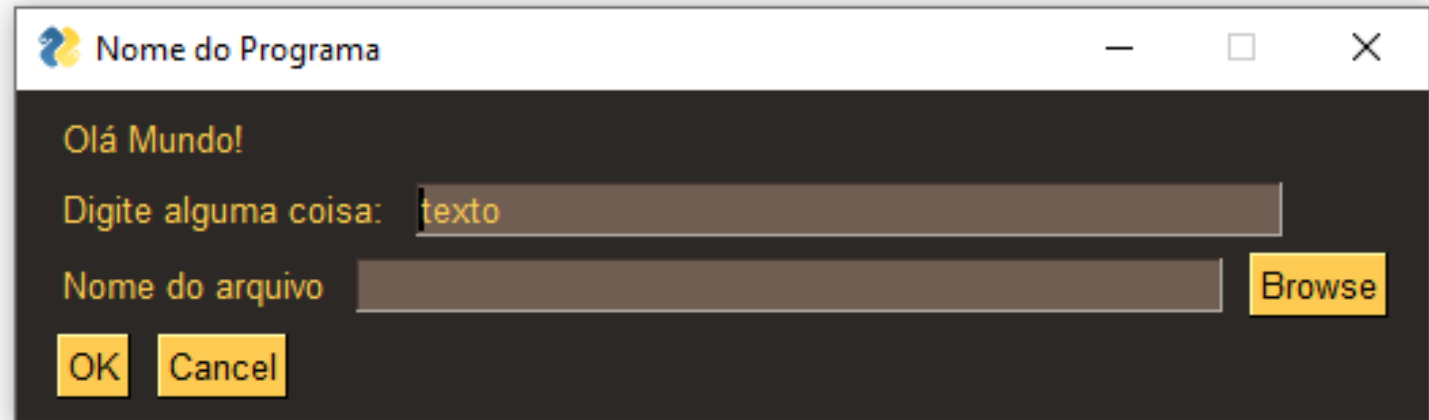 Nome do Programa
Olá Mundo!
Digite alguma coisa: texto
Nome do arquivo Browse
OK Cancel